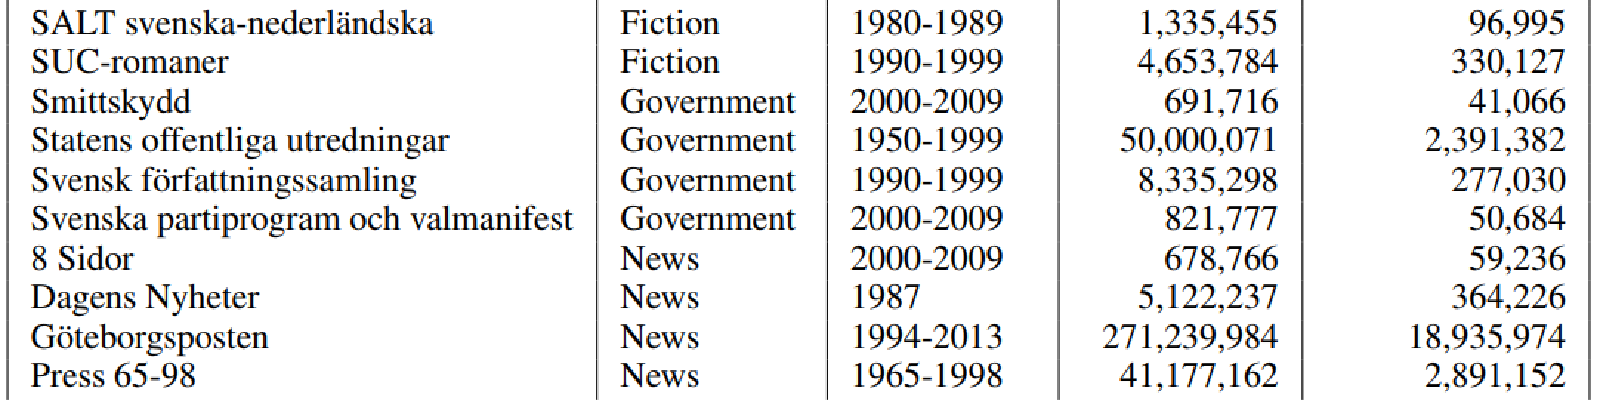 SALT svenska-nederländska Fiction 1980-1989 1,335,455 96,995
SUC-romaner Fiction 1990-1999 4,653,784 330,127
Smittskydd Government 2000-2009 691,716 41,066
Statens offentliga utredningar Government 1950-1999 50,000,071 2,391,382
Svensk författningssamling Government 1990-1999 8,335,298 277,030
Svenska partiprogram och valmanifest Government 2000-2009 821,777 50,684
8 Sidor News 2000-2009 678,766 59,236
Dagens Nyheter News 1987 5,122,237 364,226
Göteborgsposten News 1994-2013 271,239,984 18,935,974
Press 65-98 News 1965-1998 41,177,162 2,891,152